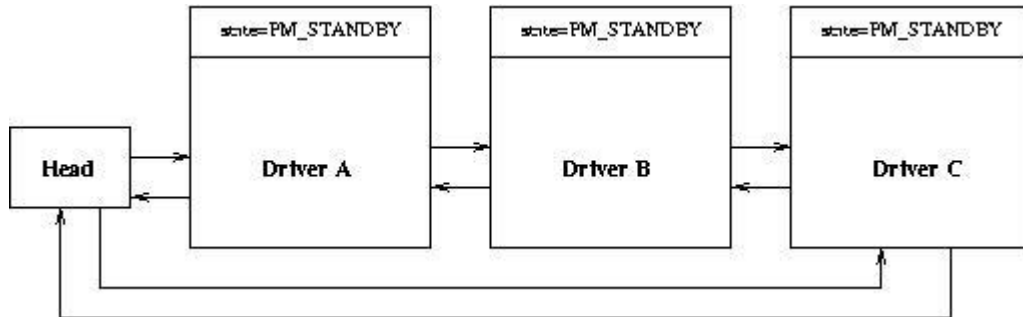 state=PM_STANDBY
state=PM_STANDBY
state=PM_STANDBY
Head
Driver A
Driver B
Driver C